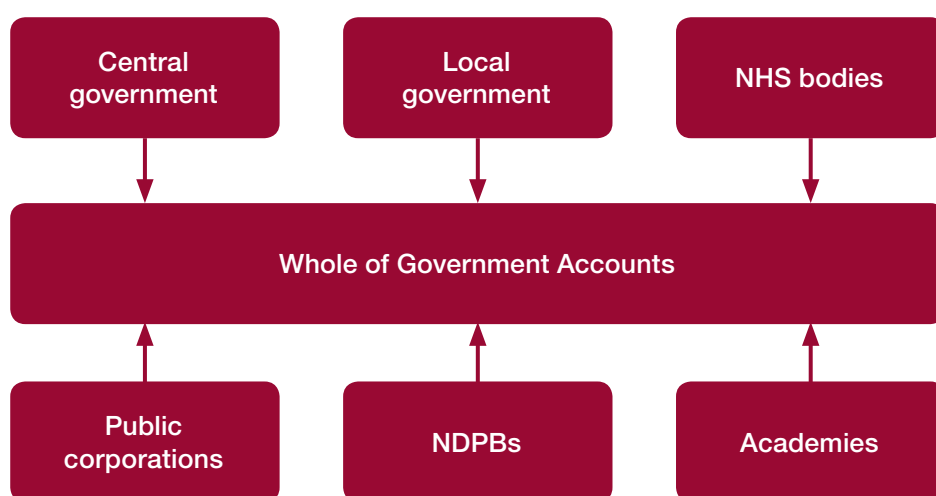 Central
government
Local
government
NHS bodies
Whole of Government Accounts
Public
corporations
NDPBs
Academies